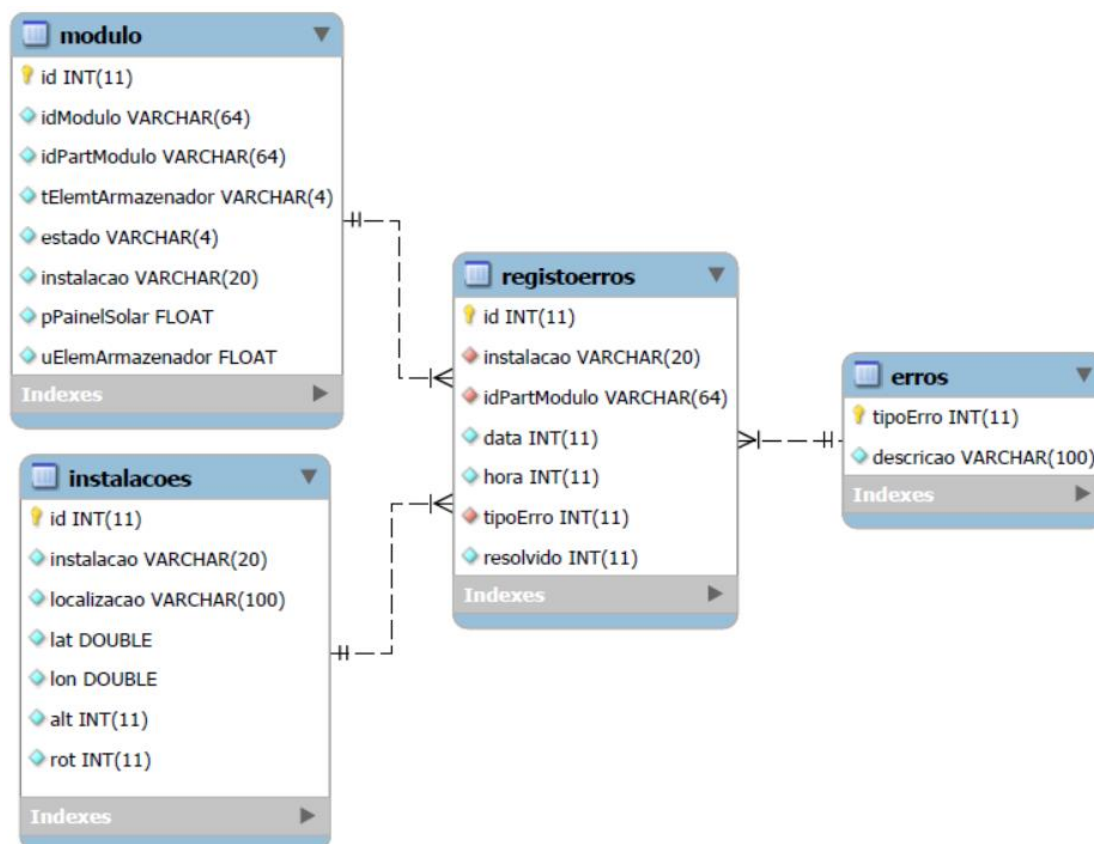 modulo
id INT(11)
idModulo VARCHAR(64)
idPartModulo VARCHAR(64)
tElemtArmazenador VARCHAR(4)
estado VARCHAR(4)
instalacao VARCHAR(20)
pPainelSolar FLOAT
uElemArmazenador FLOAT
Indexes
instalacoes
id INT(11)
instalacao VARCHAR(20)
localizacao VARCHAR(100)
lat DOUBLE
lon DOUBLE
alt INT(11)
rot INT(11)
Indexes
registoerros
id INT(11)
instalacao VARCHAR(20)
idPartModulo VARCHAR(64)
data INT(11)
hora INT(11)
tipoErro INT(11)
resolvido INT(11)
Indexes
erros
tipoErro INT(11)
descricao VARCHAR(100)
Indexes